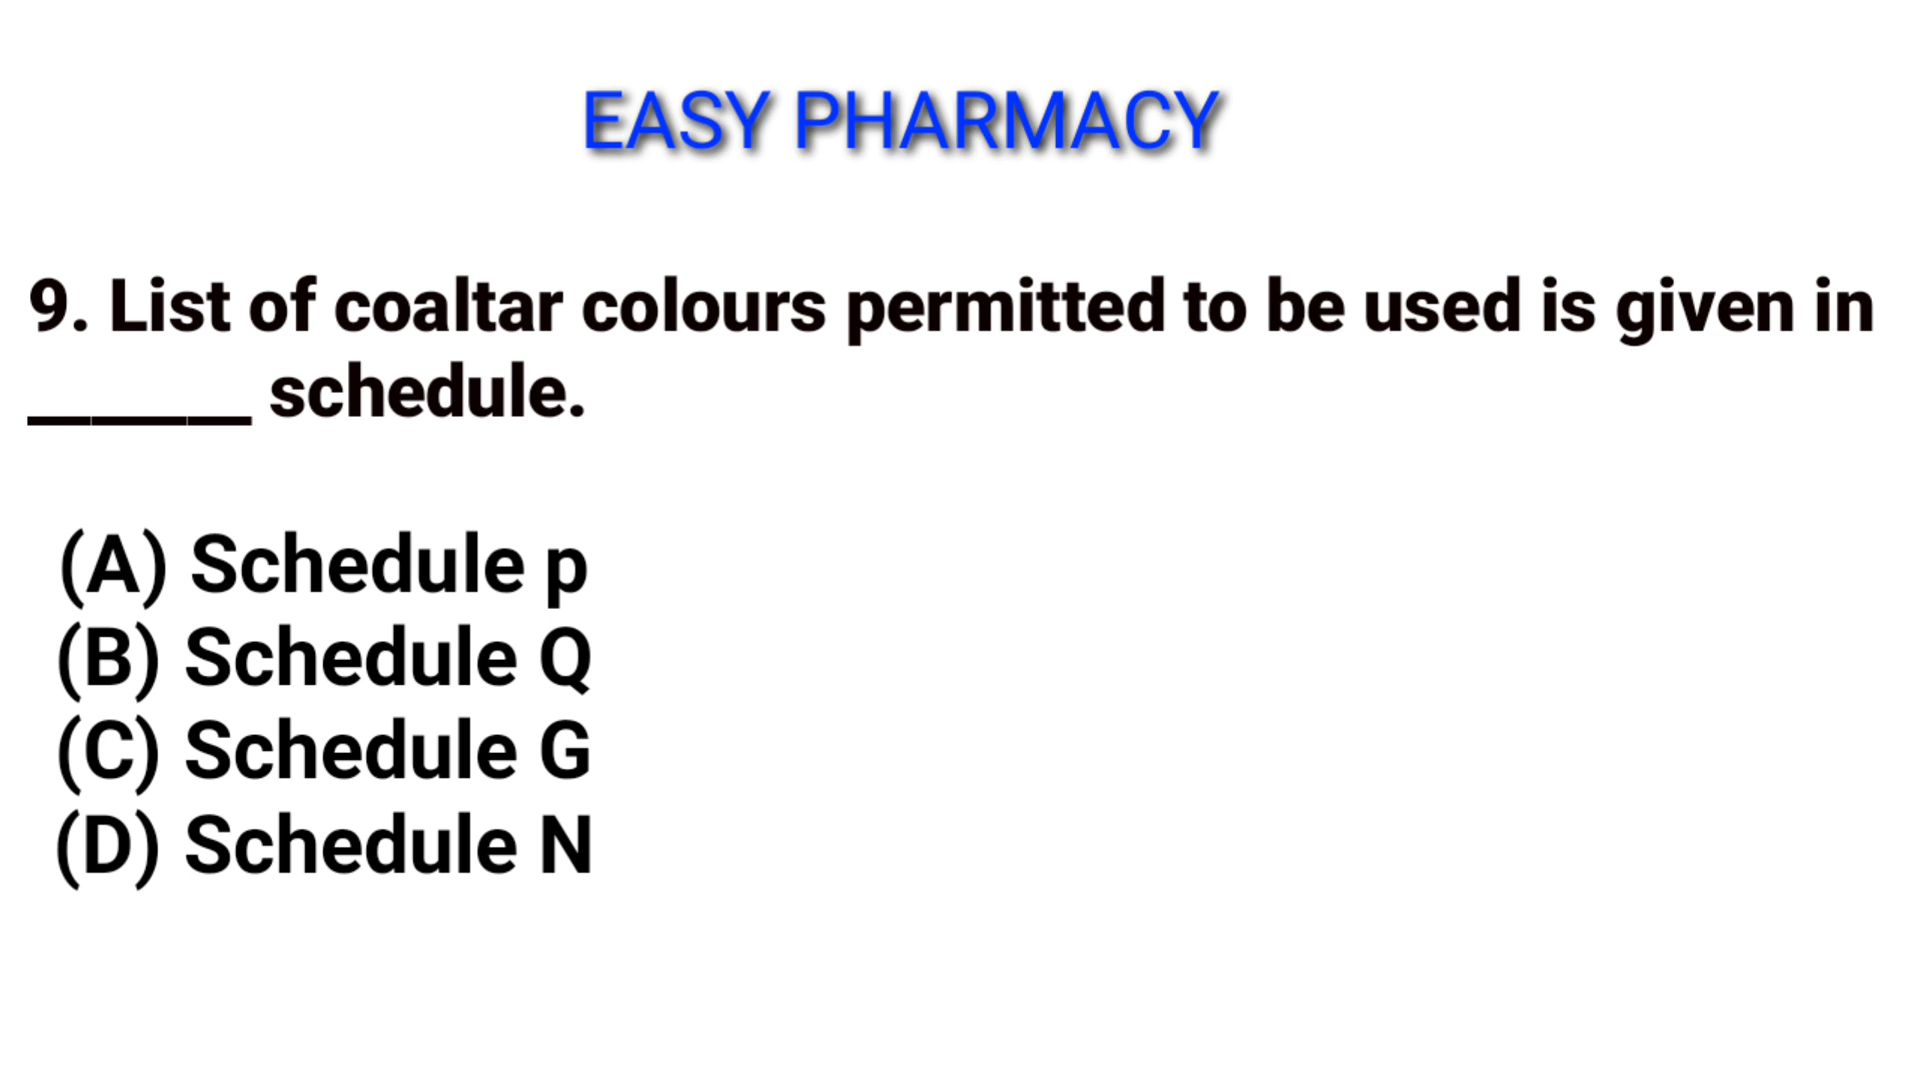 EASY PHARMACY
9. List of coaltar colours permitted to be used is given in
_______ schedule.
(A) Schedule p
(B) Schedule Q
(C) Schedule G
(D) Schedule N